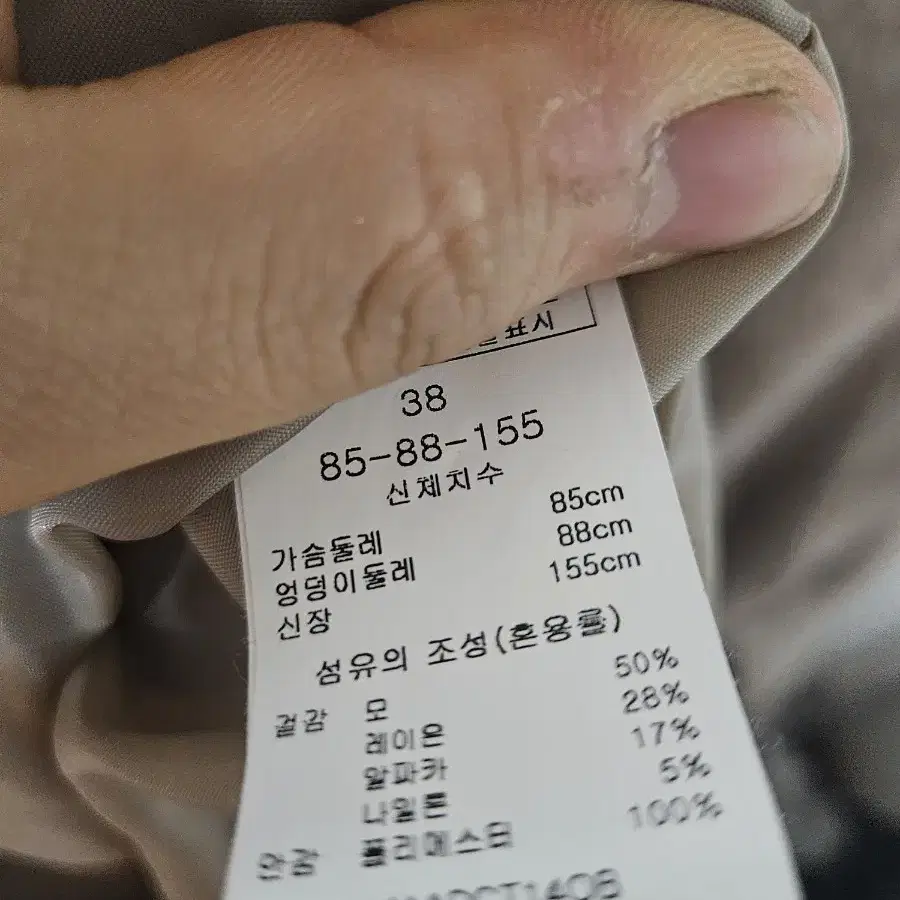 표시
38
85-88-155
신체치수
가슴둘레 85cm
엉덩이둘레 88cm
신장 155cm
섬유의 조성(혼용률)
겉감 모 50%
레이온 28%
알파카 17%
나일론 5%
안감 폴리에스터 100%